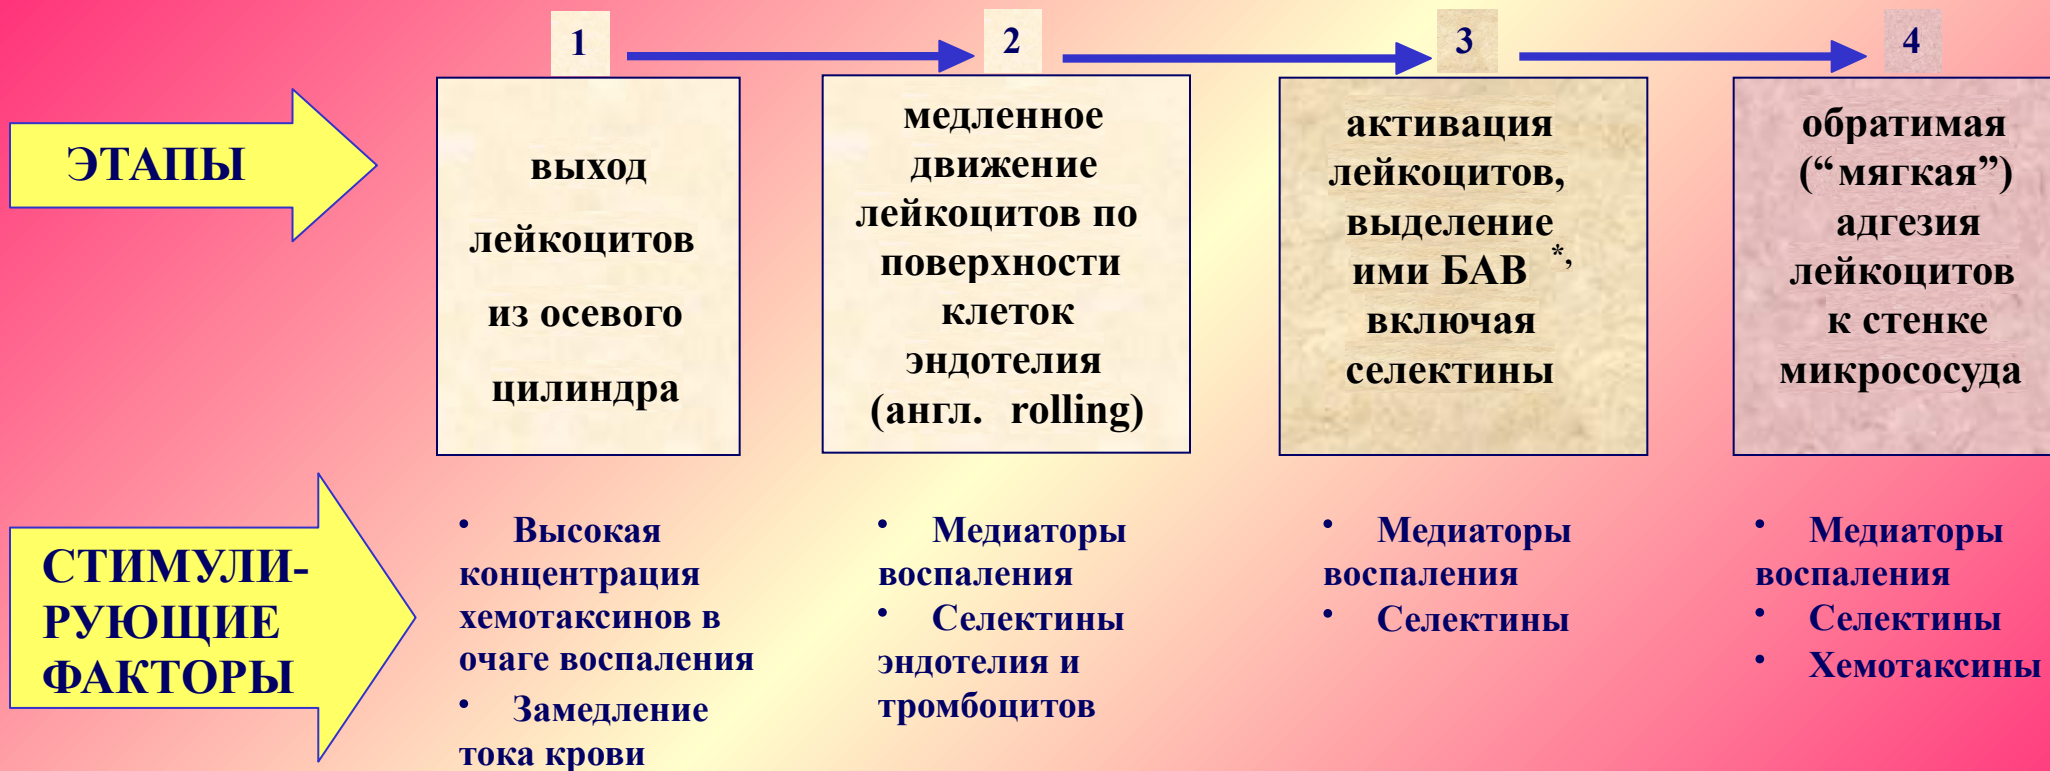 1
2
3
4
ЭТАПЫ
выход
лейкоцитов
из осевого
цилиндра
медленное
движение
лейкоцитов по
поверхности
клеток
эндотелия
(англ. rolling)
активация
лейкоцитов,
выделение
ими БАВ *,
включая
селектины
обратимая
(“мягкая”)
адгезия
лейкоцитов
к стенке
микрососуда
СТИМУЛИ-
РУЮЩИЕ
ФАКТОРЫ
• Высокая
концентрация
хемотаксинов в
очаге воспаления
• Замедление
тока крови
• Медиаторы
воспаления
• Селектины
эндотелия и
тромбоцитов
• Медиаторы
воспаления
• Селектины
• Медиаторы
воспаления
• Селектины
• Хемотаксины